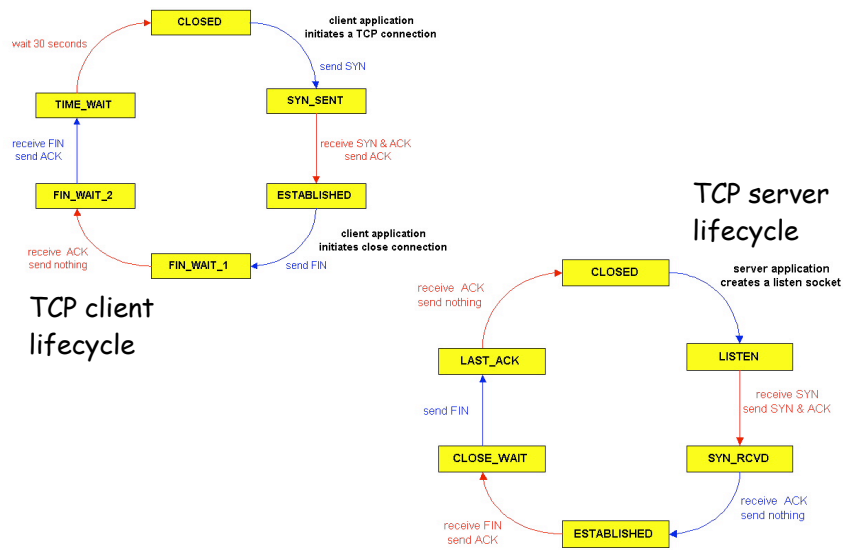 CLOSED
client application
initiates a TCP connection
wait 30 seconds
send SYN
TIME_WAIT
SYN_SENT
receive FIN
send ACK
receive SYN & ACK
send ACK
FIN_WAIT_2
ESTABLISHED
client application
initiates close connection
receive ACK
send nothing
FIN_WAIT_1
send FIN
TCP client
lifecycle
TCP server
lifecycle
CLOSED
server application
creates a listen socket
receive ACK
send nothing
LAST_ACK
LISTEN
receive SYN
send SYN & ACK
send FIN
CLOSE_WAIT
SYN_RCVD
receive ACK
send nothing
receive FIN
send ACK
ESTABLISHED